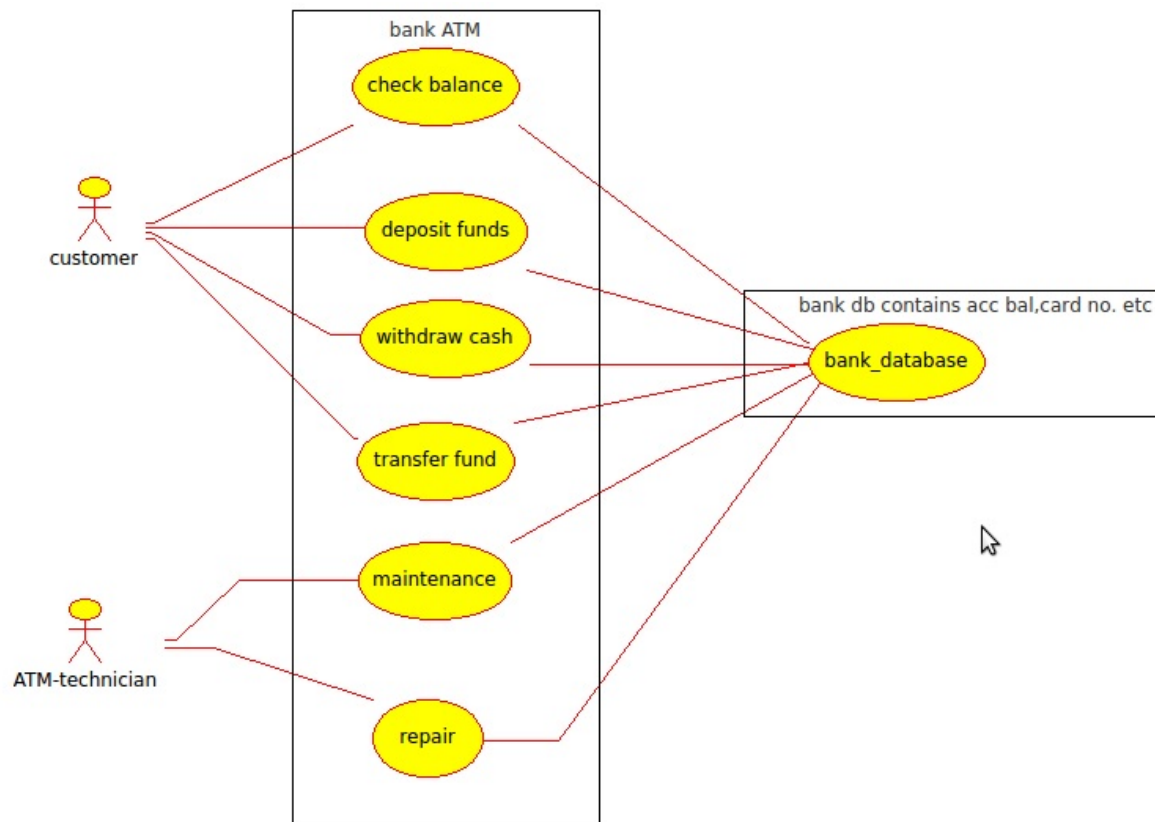 bank ATM
check balance
customer
deposit funds
withdraw cash
bank db contains acc bal,card no. etc
bank_database
transfer fund
maintenance
ATM-technician
repair